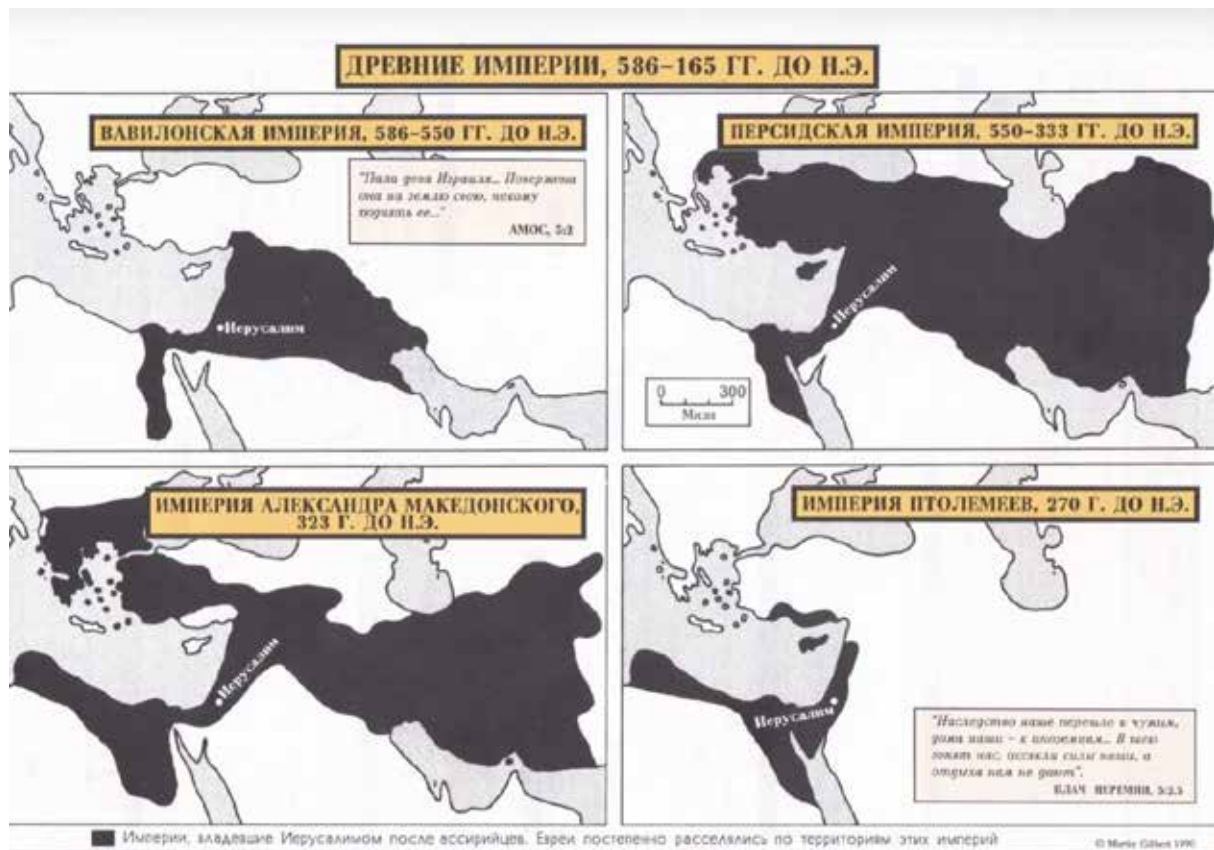 ДРЕВНИЕ ИМПЕРИИ, 586–165 ГГ. ДО Н.Э.
ВАВИЛОНСКАЯ ИМПЕРИЯ, 586–550 ГГ. ДО Н.Э.
"Пала дева Израиля... Повержена
она на землю свою, некому
поднять ее..."
АМОС, 5:2
Иерусалим
ПЕРСИДСКАЯ ИМПЕРИЯ, 550–333 ГГ. ДО Н.Э.
Иерусалим
0 300
Мили
ИМПЕРИЯ АЛЕКСАНДРА МАКЕДОНСКОГО,
323 Г. ДО Н.Э.
Иерусалим
ИМПЕРИЯ ПТОЛЕМЕЕВ, 270 Г. ДО Н.Э.
Иерусалим
"Наследство наше перешло к чужим,
дома наши – к иноземцам... В шею
гонят нас, иссякли силы наши, а
отдыха нам не дают".
ПЛАЧ ИЕРЕМИИ, 5:2.5
Империи, владевшие Иерусалимом после ассирийцев. Евреи постепенно расселялись по территориям этих империй
© Martin Gilbert 1990